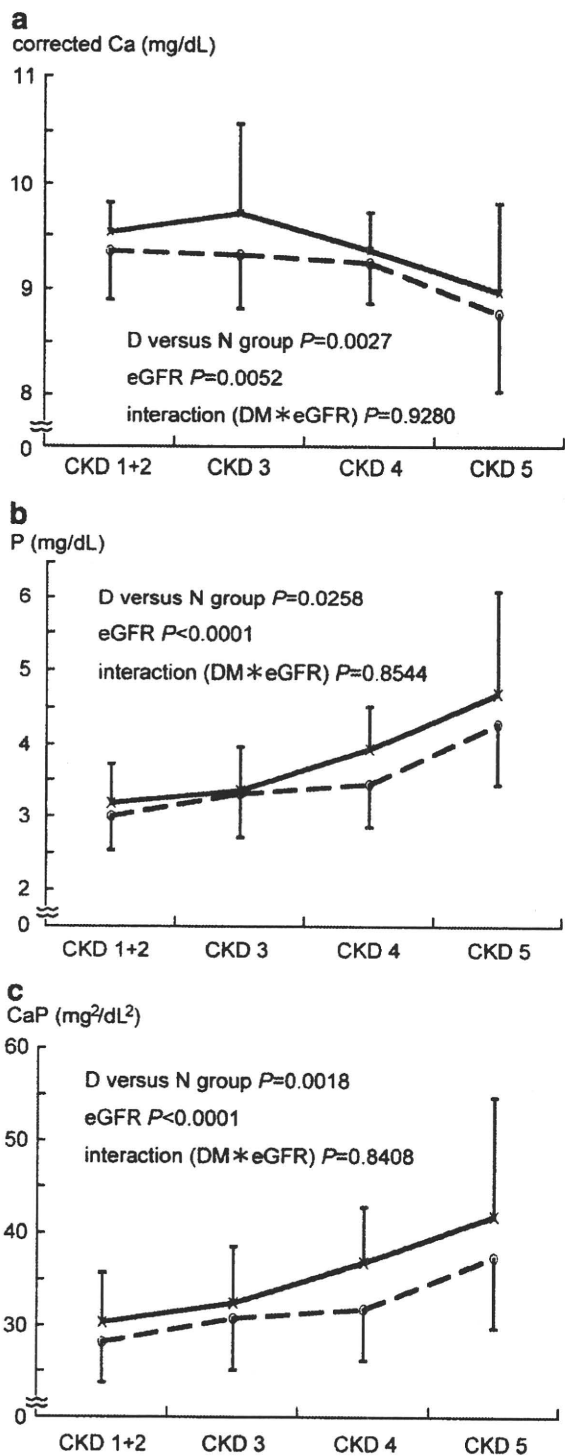 a
corrected Ca (mg/dL)
11
10
9
8
0
D versus N group P=0.0027
eGFR P=0.0052
interaction (DM∗eGFR) P=0.9280
CKD 1+2 CKD 3 CKD 4 CKD 5
b
P (mg/dL)
6
5
4
3
2
0
D versus N group P=0.0258
eGFR P<0.0001
interaction (DM∗eGFR) P=0.8544
CKD 1+2 CKD 3 CKD 4 CKD 5
c
CaP (mg²/dL²)
60
50
40
30
0
D versus N group P=0.0018
eGFR P<0.0001
interaction (DM∗eGFR) P=0.8408
CKD 1+2 CKD 3 CKD 4 CKD 5